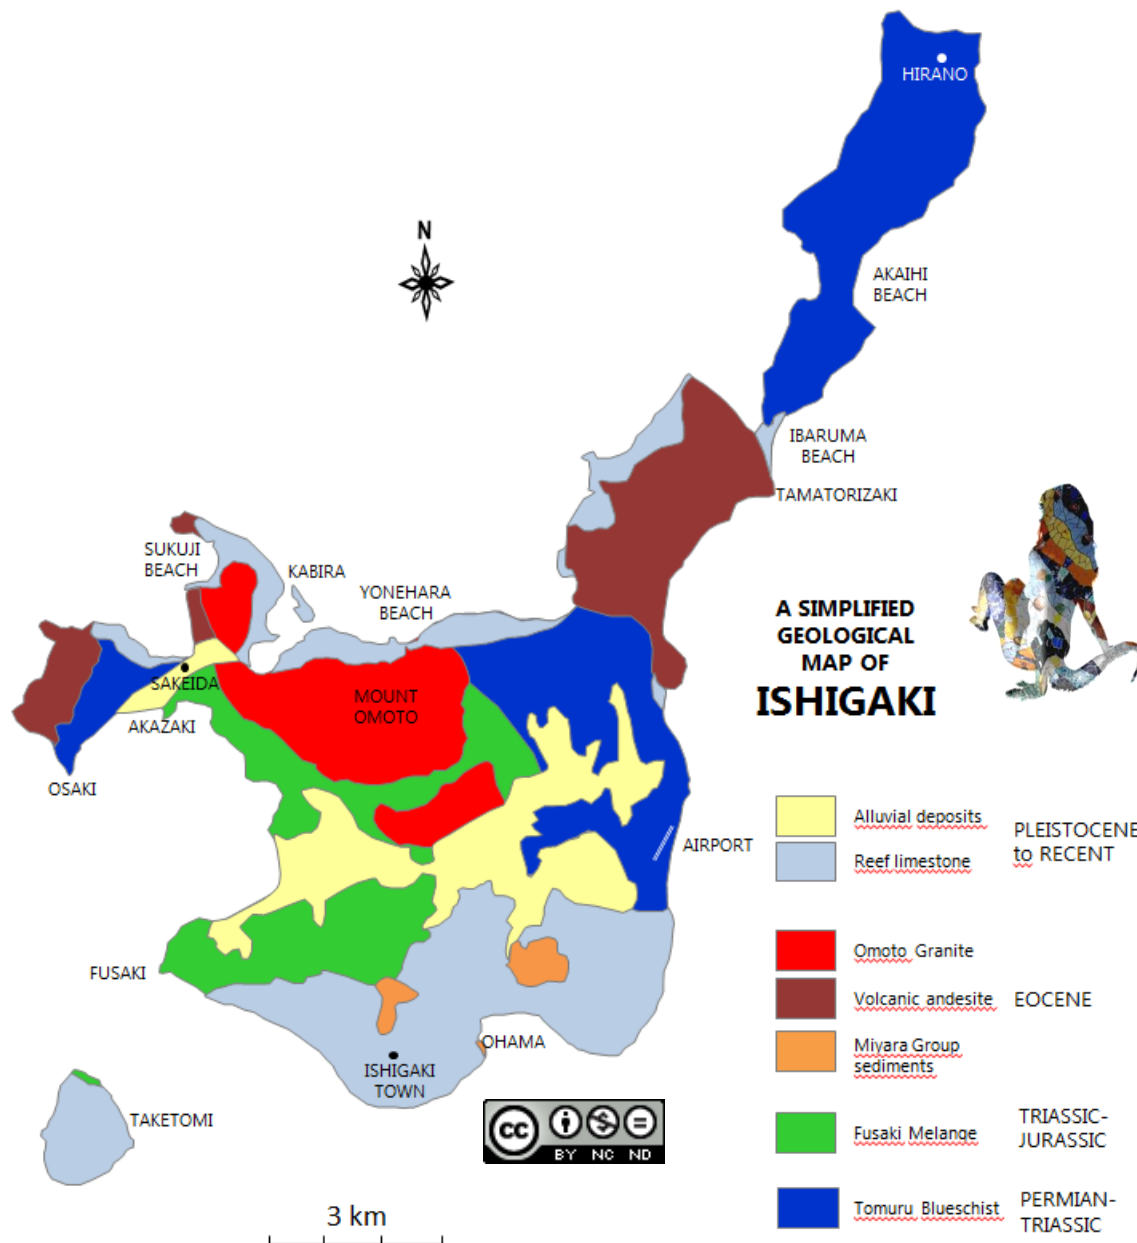 HIRANO
N
AKAIHI
BEACH
IBARUMA
BEACH
TAMATORIZAKI
SUKUJI
BEACH
KABIRA
YONEHARA
BEACH
A SIMPLIFIED
GEOLOGICAL
MAP OF
ISHIGAKI
SAKEIDA
MOUNT
OMOTO
AKAZAKI
OSAKI
AIRPORT
Alluvial deposits
Reef limestone
PLEISTOCENE
to RECENT
FUSAKI
Omoto Granite
Volcanic andesite
EOCENE
Miyara Group
sediments
OHAMA
ISHIGAKI
TOWN
TAKETOMI
cc
BY NC ND
Fusaki Melange
TRIASSIC-
JURASSIC
Tomuru Blueschist
PERMIAN-
TRIASSIC
3 km